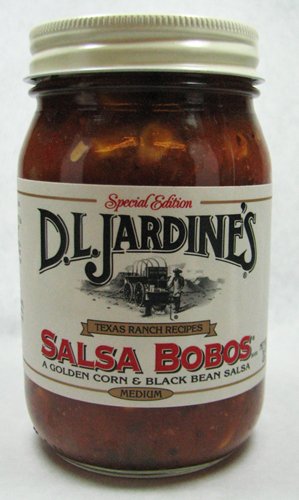 Special Edition
D.L. JARDINE'S®
TEXAS RANCH RECIPES
SALSA BOBOS®
A GOLDEN CORN & BLACK BEAN SALSA
MEDIUM